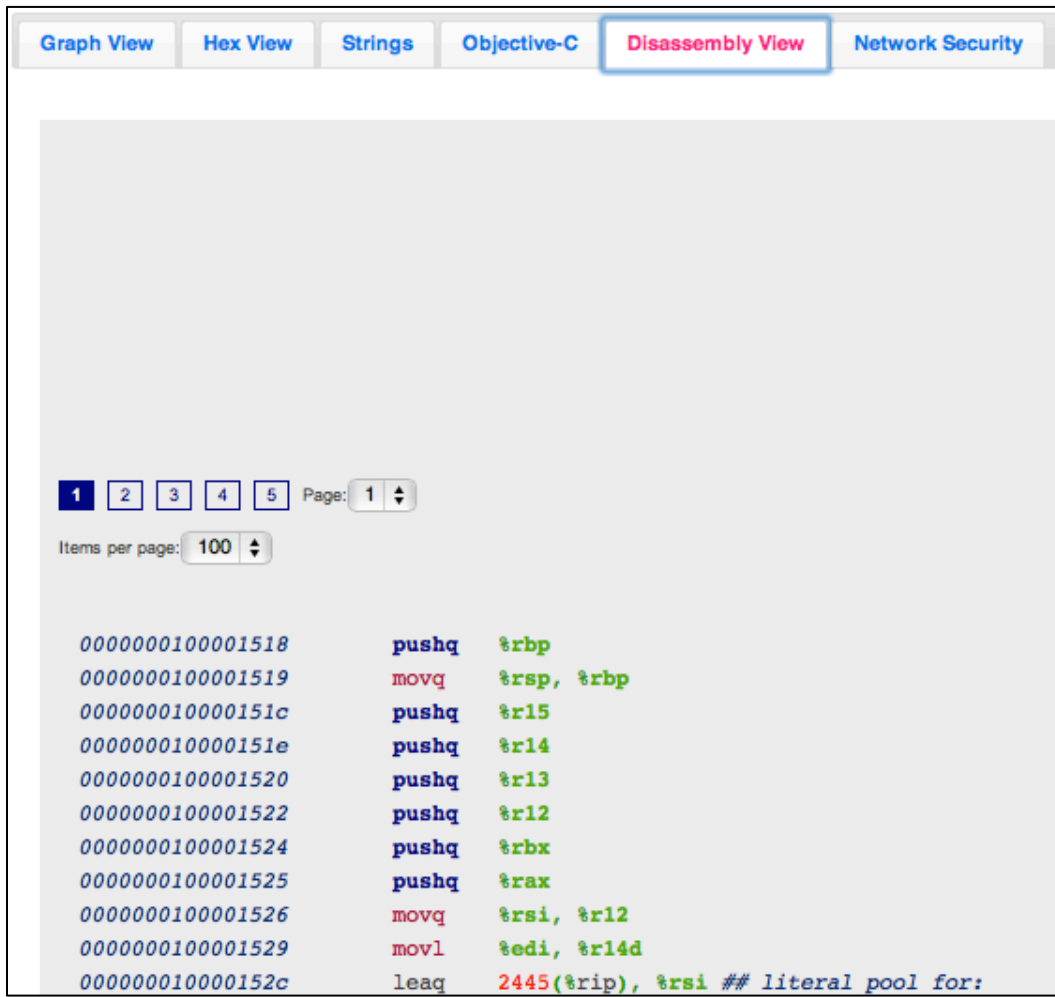 Graph View Hex View Strings Objective-C Disassembly View Network Security
1 2 3 4 5 Page: 1
Items per page: 100
0000000100001518 pushq %rbp
0000000100001519 movq %rsp, %rbp
000000010000151c pushq %r15
000000010000151e pushq %r14
0000000100001520 pushq %r13
0000000100001522 pushq %r12
0000000100001524 pushq %rbx
0000000100001525 pushq %rax
0000000100001526 movq %rsi, %r12
0000000100001529 movl %edi, %r14d
000000010000152c leaq 2445(%rip), %rsi ## literal pool for: